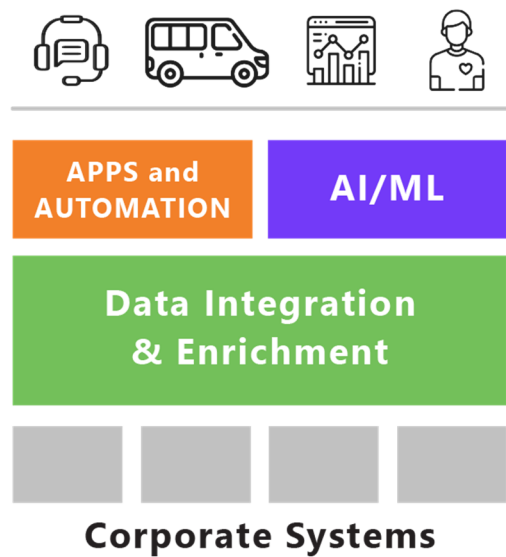 APPS and
AUTOMATION
AI/ML
Data Integration
& Enrichment
Corporate Systems